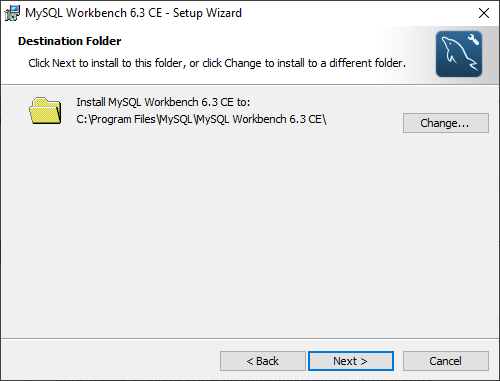 MySQL Workbench 6.3 CE - Setup Wizard
Destination Folder
Click Next to install to this folder, or click Change to install to a different folder.
Install MySQL Workbench 6.3 CE to:
C:\Program Files\MySQL\MySQL Workbench 6.3 CE\
Change...
< Back
Next >
Cancel